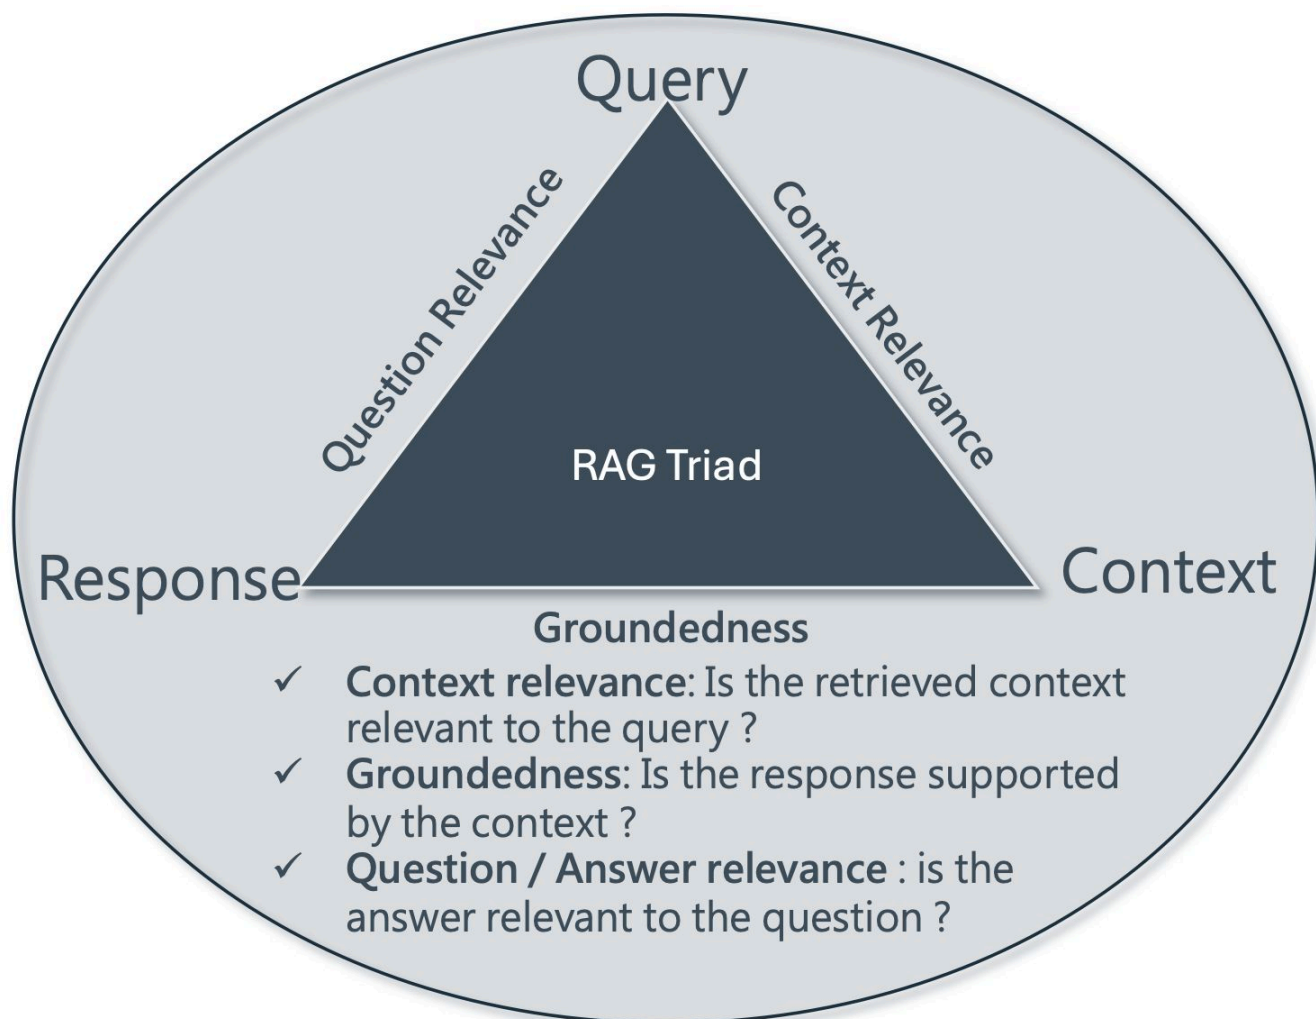 Query
Question Relevance
Context Relevance
RAG Triad
Response
Context
Groundedness
✓ Context relevance: Is the retrieved context
relevant to the query ?
✓ Groundedness: Is the response supported
by the context ?
✓ Question / Answer relevance : is the
answer relevant to the question ?